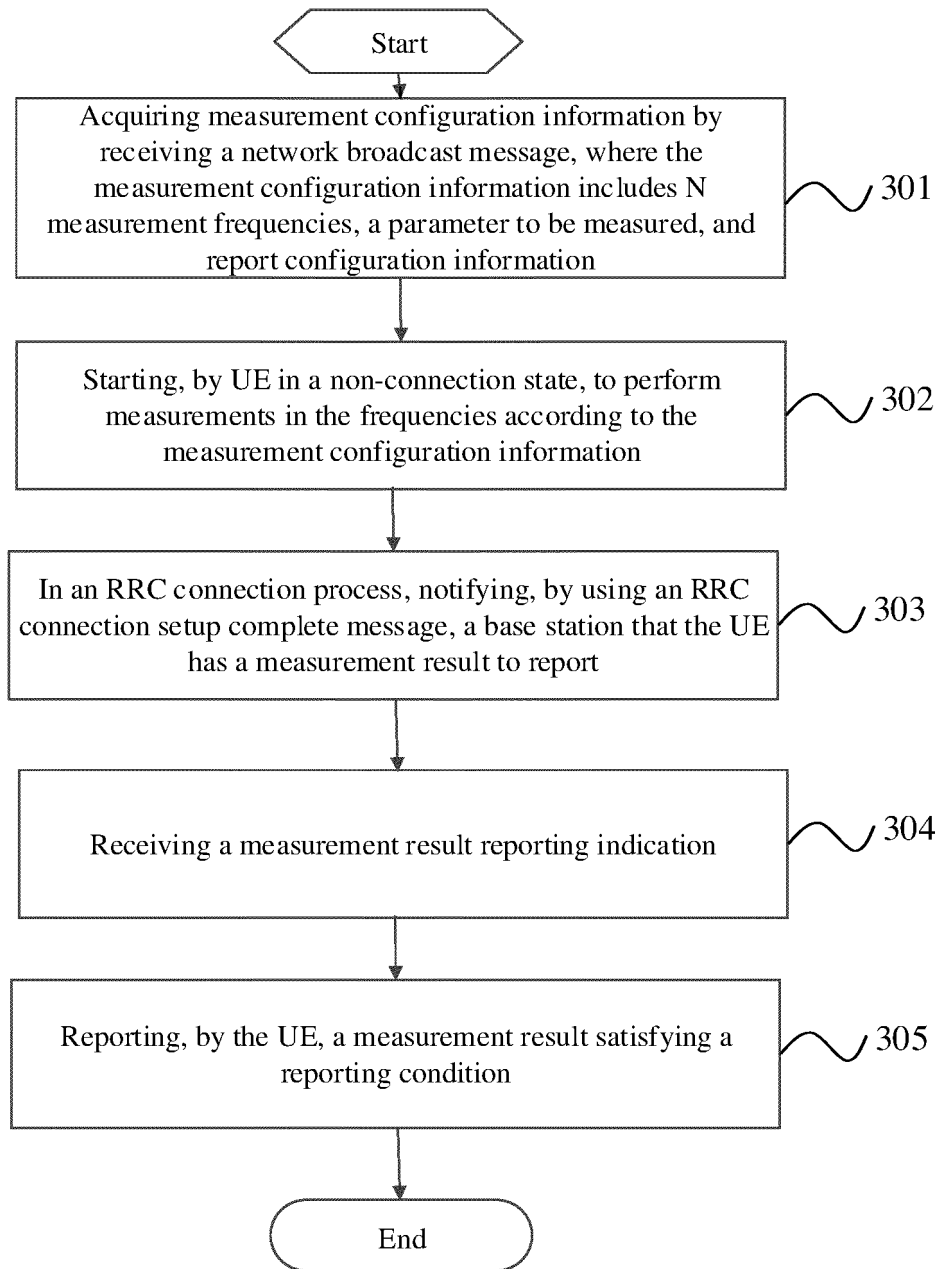 Start
Acquiring measurement configuration information by
receiving a network broadcast message, where the
measurement configuration information includes N
measurement frequencies, a parameter to be measured, and
report configuration information
301
Starting, by UE in a non-connection state, to perform
measurements in the frequencies according to the
measurement configuration information
302
In an RRC connection process, notifying, by using an RRC
connection setup complete message, a base station that the UE
has a measurement result to report
303
Receiving a measurement result reporting indication
304
Reporting, by the UE, a measurement result satisfying a
reporting condition
305
End